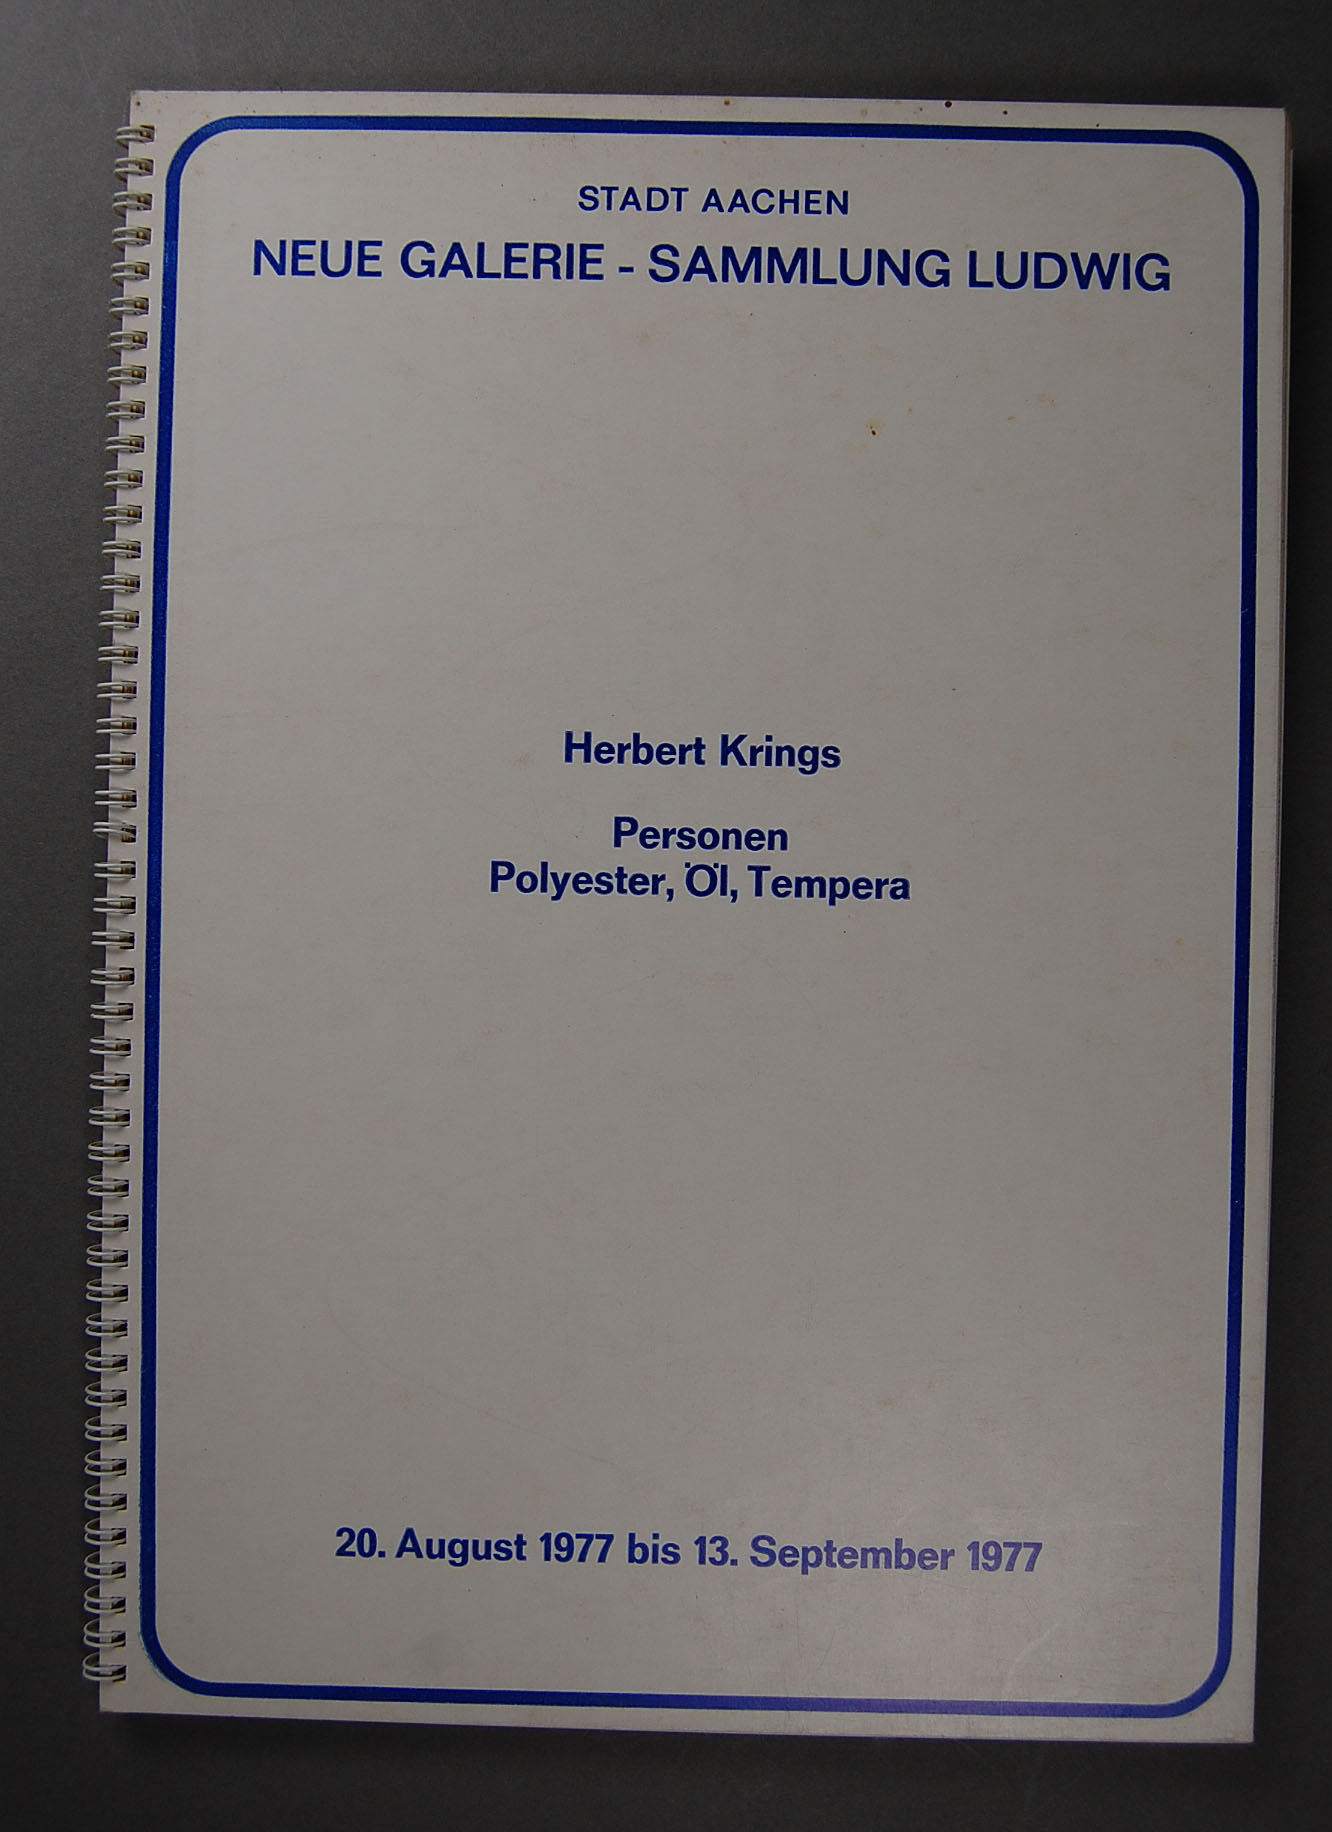 STADT AACHEN
NEUE GALERIE - SAMMLUNG LUDWIG
Herbert Krings
Personen
Polyester, Öl, Tempera
20. August 1977 bis 13. September 1977